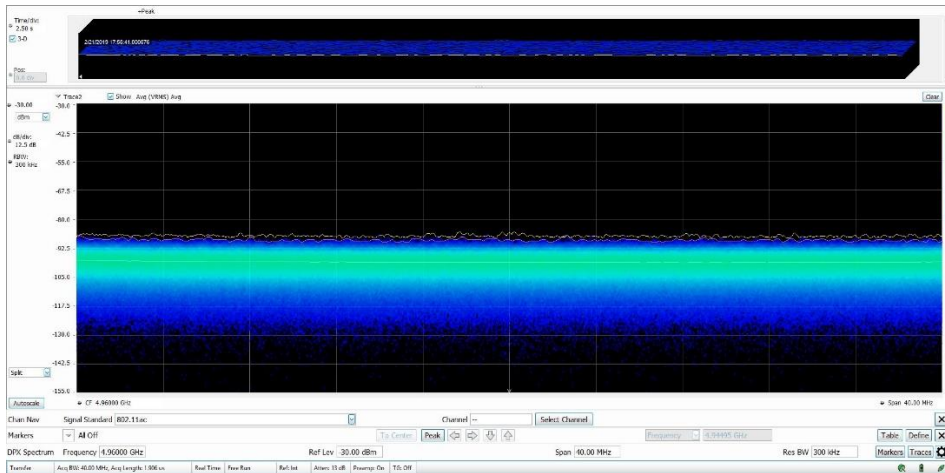 Peak
Time/div:
2.50 s
3-D
2/21/2019 17:56:41.000676
Pos:
Trace2 Show Avg (VRMS) Avg Clear
-30.00
-30.0
dBm
-42.5
dB/div:
12.5 dB
RBW:
300 kHz
-55.0
-67.5
-80.0
-92.5
-105.0
-117.5
-130.0
-142.5
Split
-155.0
Autoscale CF 4.96000 GHz Span 40.00 MHz
Chan Nav Signal Standard 802.11ac Channel -- Select Channel
Markers All Off To Center Peak Frequency 4.94495 GHz Table Define
DPX Spectrum Frequency 4.96000 GHz Ref Lev -30.00 dBm Span 40.00 MHz Res BW 300 kHz Markers Traces
Transfer Acq BW: 40.00 MHz, Acq Length: 1.906 us Real Time Free Run Ref: Int Atten: 15 dB Preamp: On TG: Off